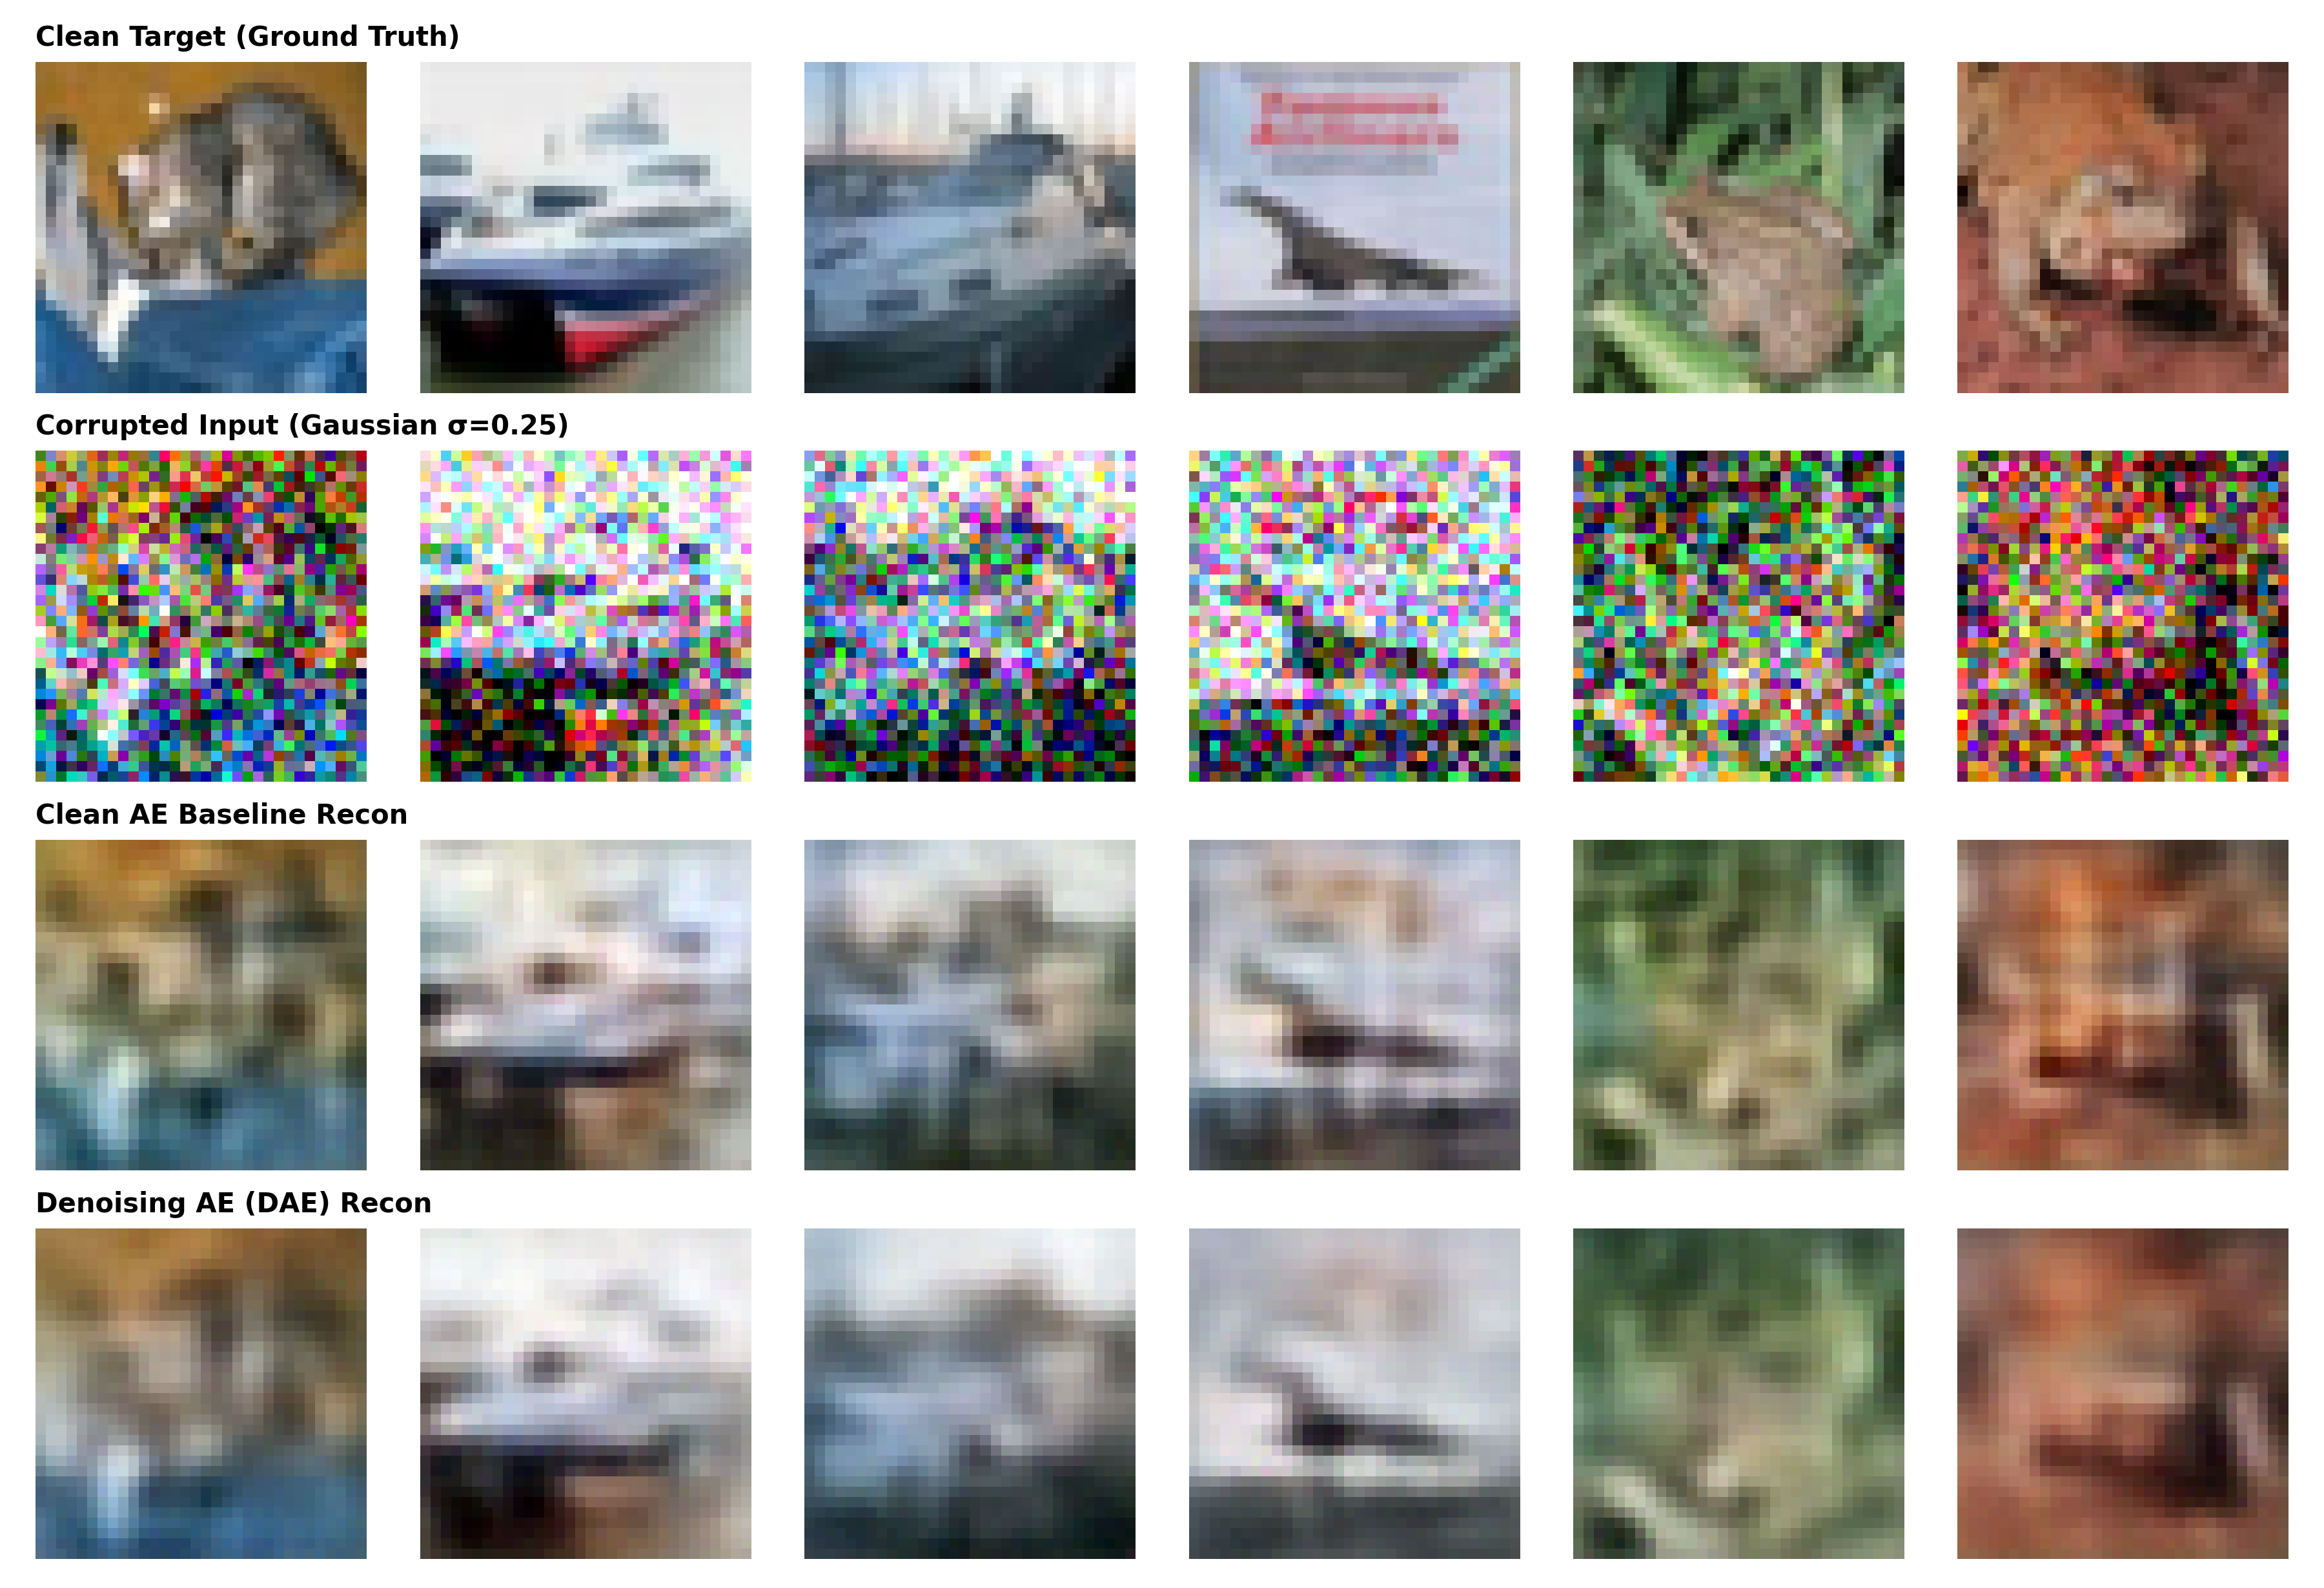 Clean Target (Ground Truth)
Corrupted Input (Gaussian σ=0.25)
Clean AE Baseline Recon
Denoising AE (DAE) Recon